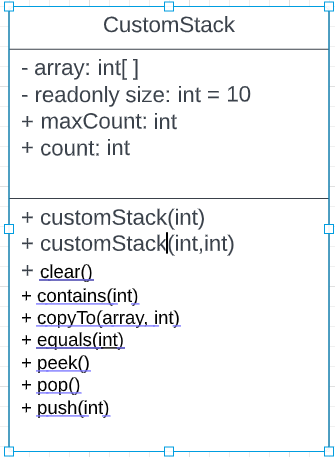 CustomStack
- array: int[ ]
- readonly size: int = 10
+ maxCount: int
+ count: int
+ customStack(int)
+ customStack(int,int)
+ clear()
+ contains(int)
+ copyTo(array, int)
+ equals(int)
+ peek()
+ pop()
+ push(int)